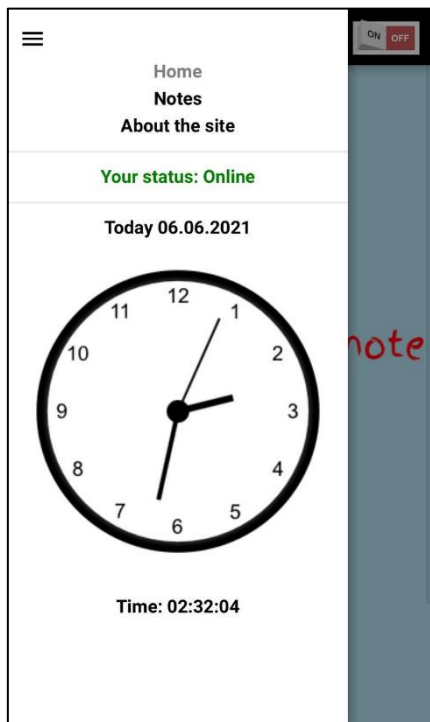 ON OFF
Home
Notes
About the site
Your status: Online
Today 06.06.2021
12
11 1
10 2
9 3
8 4
7 5
6
note
Time: 02:32:04